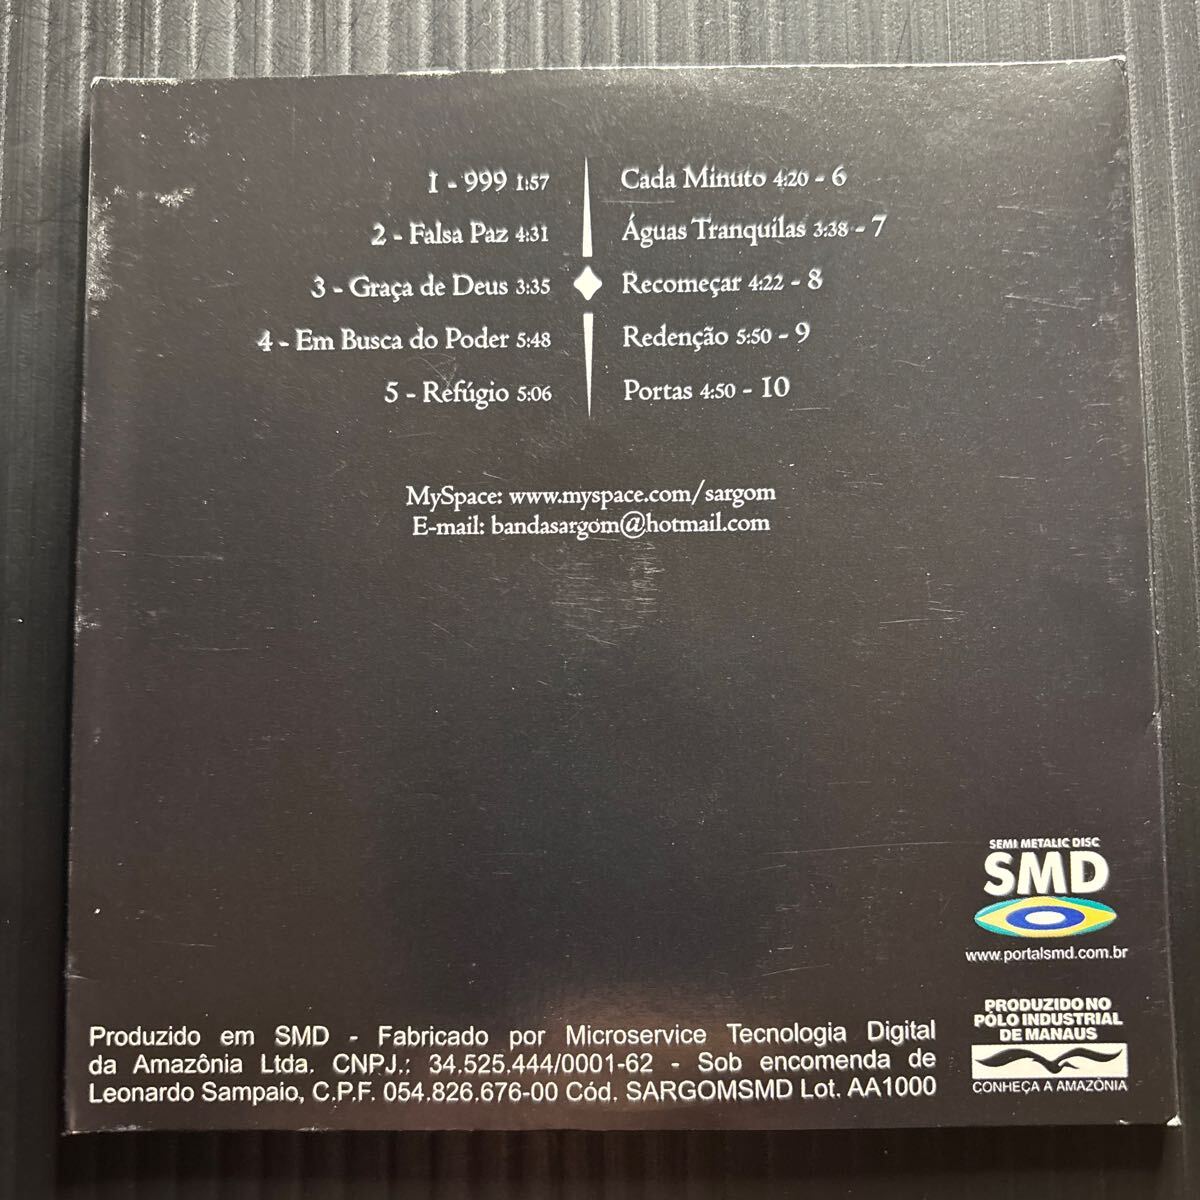 1 - 999 1:57
2 - Falsa Paz 4:31
3 - Graça de Deus 3:35
4 - Em Busca do Poder 5:48
5 - Refúgio 5:06
Cada Minuto 4:20 - 6
Águas Tranquilas 3:38 - 7
Recomeçar 4:22 - 8
Redenção 5:50 - 9
Portas 4:50 - 10
MySpace: www.myspace.com/sargom
E-mail: bandasargom@hotmail.com
SEMI METALIC DISC
SMD
www.portalsmd.com.br
PRODUZIDO NO
PÓLO INDUSTRIAL
DE MANAUS
CONHEÇA A AMAZÔNIA
Produzido em SMD - Fabricado por Microservice Tecnologia Digital
da Amazônia Ltda. CNPJ.: 34.525.444/0001-62 - Sob encomenda de
Leonardo Sampaio, C.P.F. 054.826.676-00 Cód. SARGOMSMD Lot. AA1000